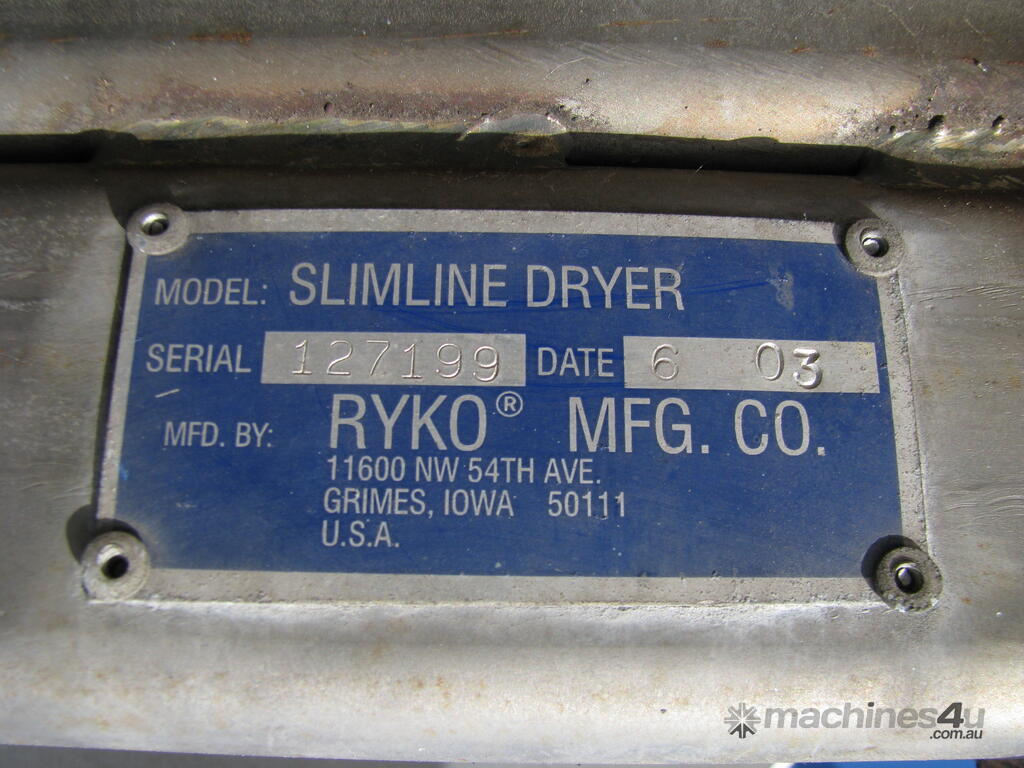 MODEL: SLIMLINE DRYER
SERIAL 127199 DATE 6 03
MFD. BY: RYKO® MFG. CO.
11600 NW 54TH AVE.
GRIMES, IOWA 50111
U.S.A.
machines4u
.com.au